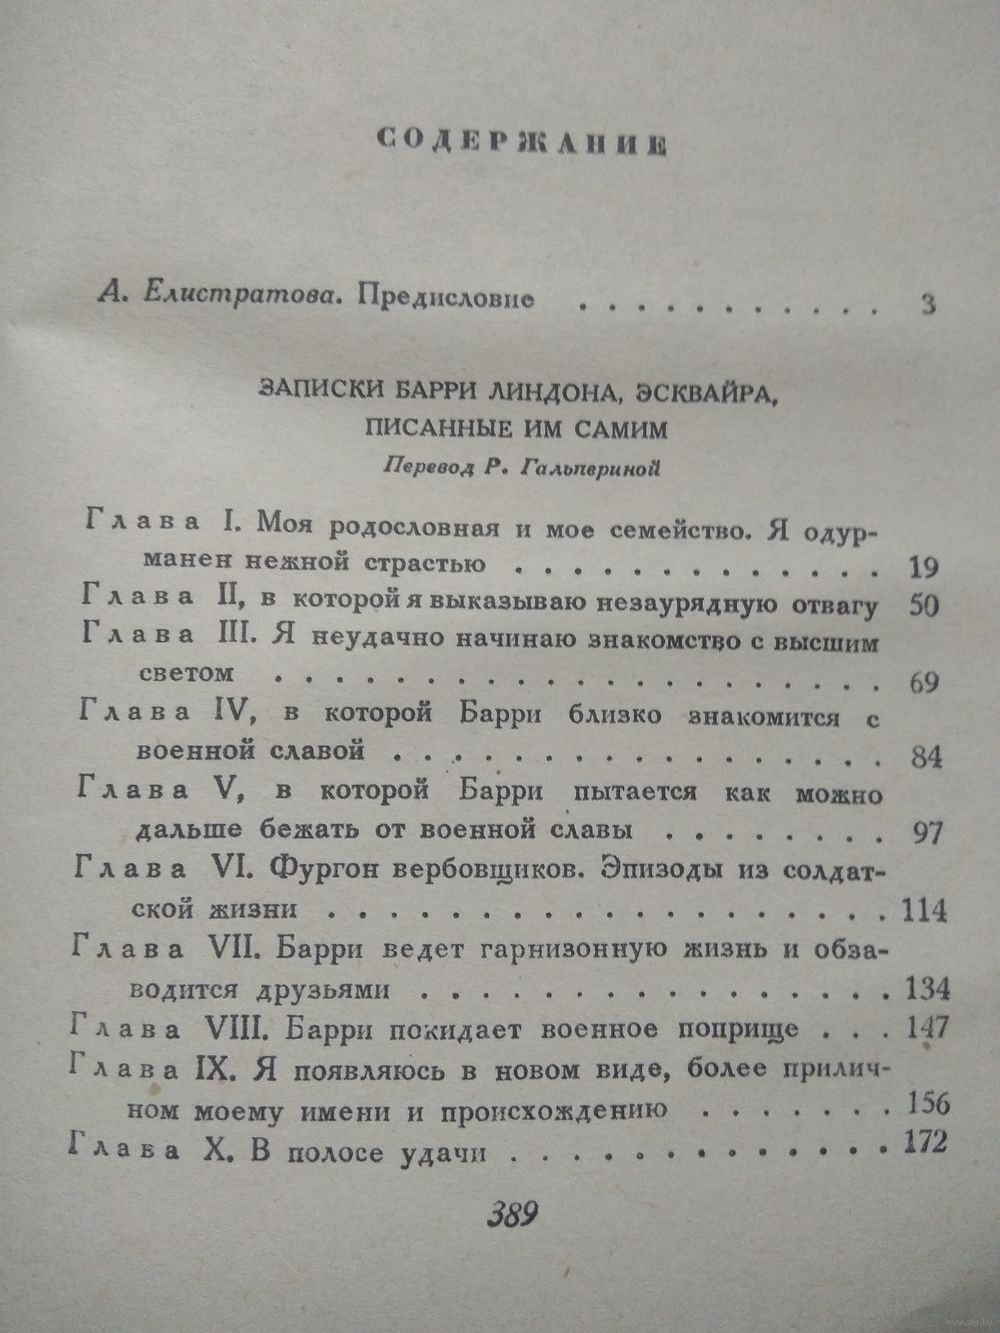 СОДЕРЖАНИЕ
А. Елистратова. Предисловие . . . . . . . . . . . 3
ЗАПИСКИ БАРРИ ЛИНДОНА, ЭСКВАЙРА,
ПИСАННЫЕ ИМ САМИМ
Перевод Р. Гальпериной
Глава I. Моя родословная и мое семейство. Я одур-
манен нежной страстью . . . . . . . . . . . . . 19
Глава II, в которой я выказываю незаурядную отвагу 50
Глава III. Я неудачно начинаю знакомство с высшим
светом . . . . . . . . . . . . . . . . . . . . . 69
Глава IV, в которой Барри близко знакомится с
военной славой . . . . . . . . . . . . . . . . . 84
Глава V, в которой Барри пытается как можно
дальше бежать от военной славы . . . . . . . . 97
Глава VI. Фургон вербовщиков. Эпизоды из солдат-
ской жизни . . . . . . . . . . . . . . . . . . . 114
Глава VII. Барри ведет гарнизонную жизнь и обза-
водится друзьями . . . . . . . . . . . . . . . . 134
Глава VIII. Барри покидает военное поприще . . . 147
Глава IX. Я появляюсь в новом виде, более прилич-
ном моему имени и происхождению . . . . . . . 156
Глава X. В полосе удачи . . . . . . . . . . . . . 172
389
www.ay.by